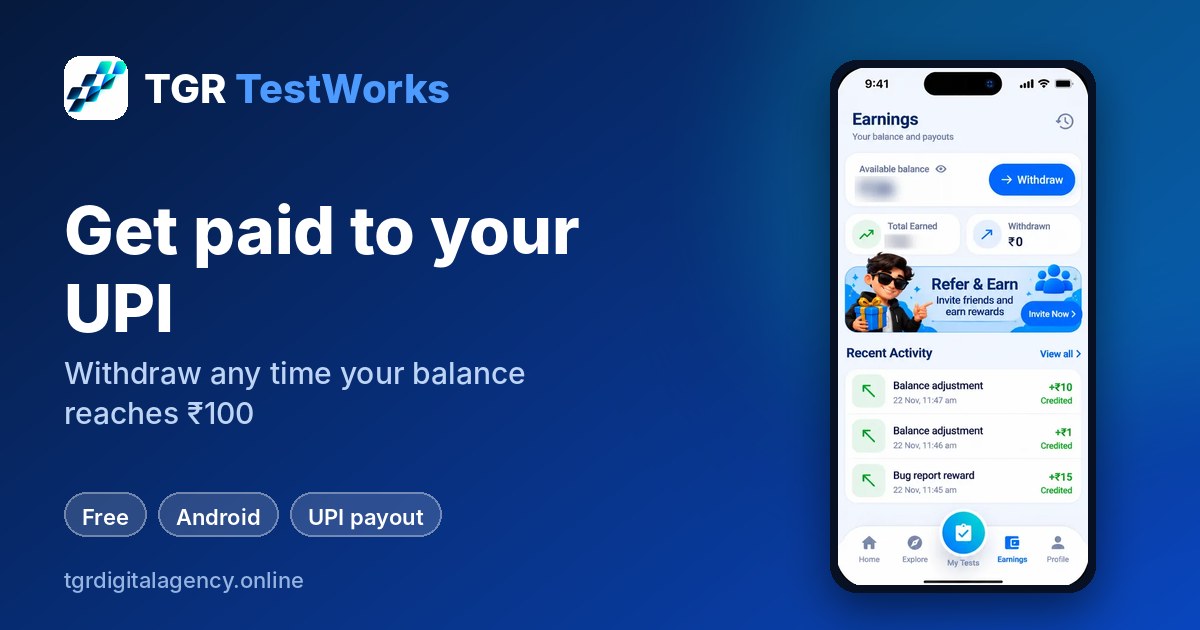 TGR TestWorks
Get paid to your
UPI
Withdraw any time your balance
reaches ₹100
Free
Android
UPI payout
tgrdigitalagency.online
9:41
Earnings
Your balance and payouts
Available balance
Withdraw
Total Earned
Withdrawn
₹0
Refer & Earn
Invite friends and
earn rewards
Invite Now
Recent Activity
View all
Balance adjustment
+₹10
22 Nov, 11:47 am
Credited
Balance adjustment
+₹1
22 Nov, 11:46 am
Credited
Bug report reward
+₹15
22 Nov, 11:45 am
Credited
Home
Explore
My Tests
Earnings
Profile